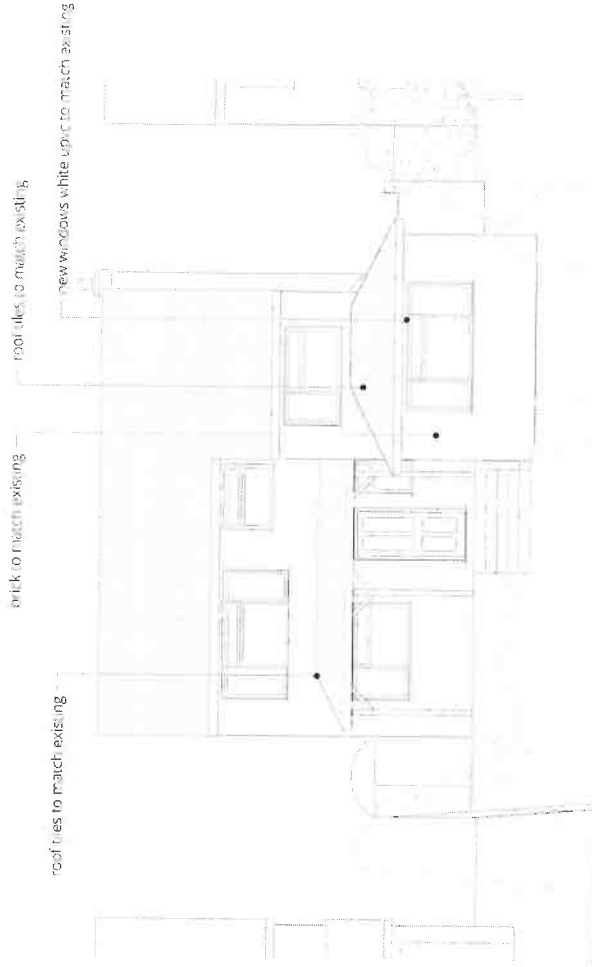 roof tiles to match existing
brick to match existing
roof tiles to match existing
new windows white upvc to match existing